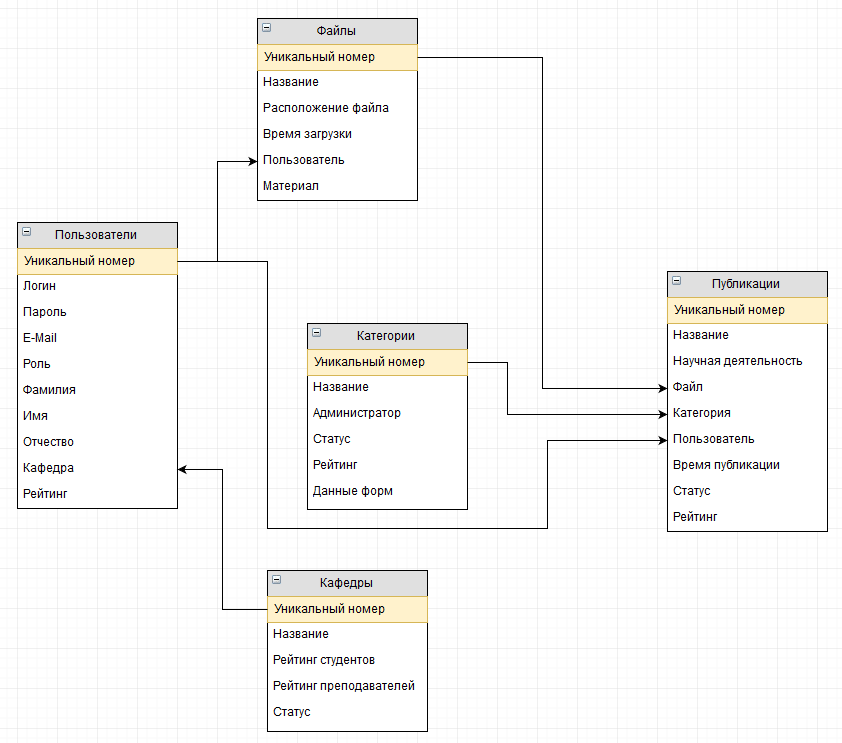 Файлы
Уникальный номер
Название
Расположение файла
Время загрузки
Пользователь
Материал
Пользователи
Уникальный номер
Логин
Пароль
E-Mail
Роль
Фамилия
Имя
Отчество
Кафедра
Рейтинг
Категории
Уникальный номер
Название
Администратор
Статус
Рейтинг
Данные форм
Публикации
Уникальный номер
Название
Научная деятельность
Файл
Категория
Пользователь
Время публикации
Статус
Рейтинг
Кафедры
Уникальный номер
Название
Рейтинг студентов
Рейтинг преподавателей
Статус